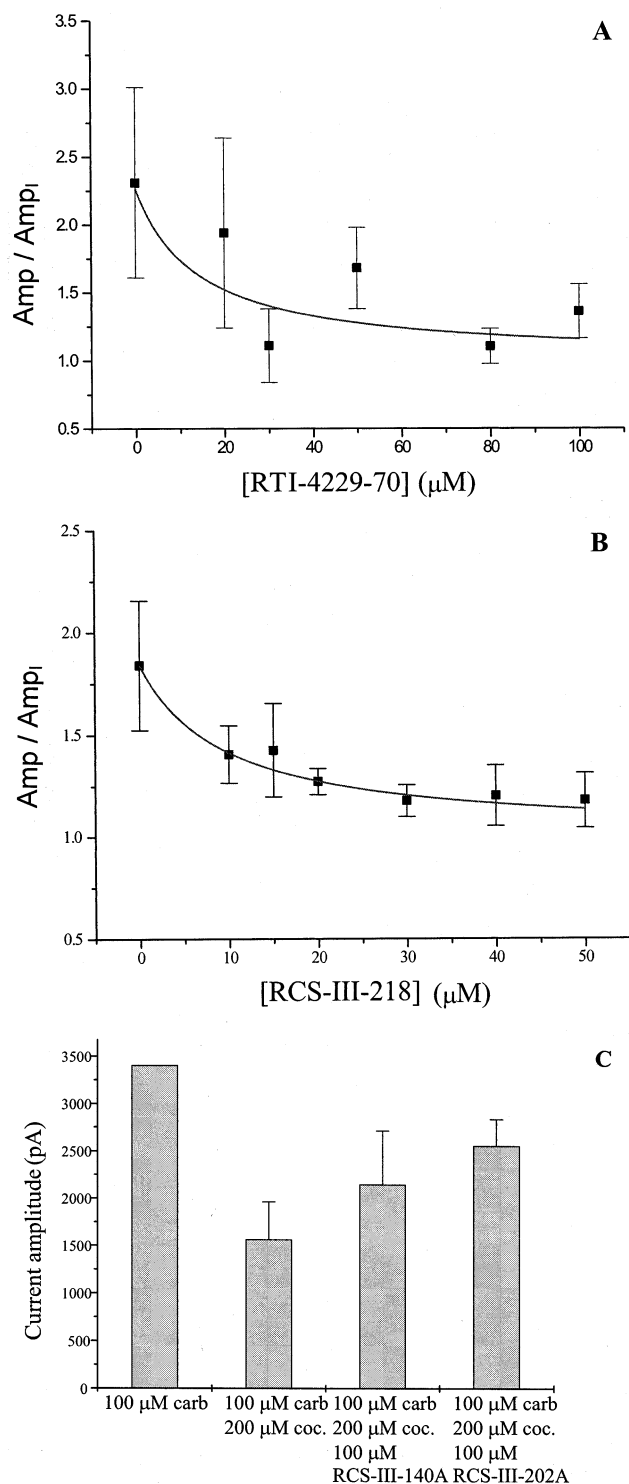 A
3.5
3.0
2.5
2.0
1.5
1.0
0.5
Amp / AmpI
0 20 40 60 80 100
[RTI-4229-70] (μM)
B
2.5
2.0
1.5
1.0
0.5
Amp / AmpI
0 10 20 30 40 50
[RCS-III-218] (μM)
C
3500
3000
2500
2000
1500
1000
500
0
Current amplitude (pA)
100 μM carb 100 μM carb 100 μM carb 100 μM carb
200 μM coc. 200 μM coc. 200 μM coc.
100 μM 100 μM
RCS-III-140A RCS-III-202A